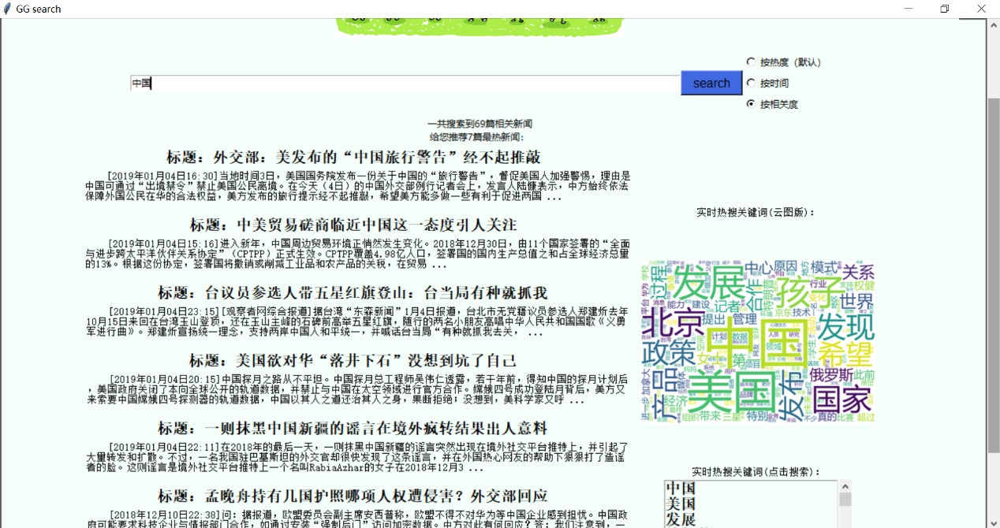 GG search
按热度（默认）
中国
search
按时间
按相关度
一共搜索到69篇相关新闻
给您推荐7篇最热新闻：
标题：外交部：美发布的“中国旅行警告”经不起推敲
[2019年01月04日16:30]当地时间3日，美国国务院发布一份关于中国的“旅行警告”，督促美国人加强警惕，理由是
中国可通过“出境禁令”禁止美国公民离境。在今天（4日）的中国外交部例行记者会上，发言人陆慷表示，中方始终依法
保障外国公民在华的合法权益，美方发布的旅行提示经不起推敲，希望美方能多做一些有利于促进两国 ...
标题：中美贸易磋商临近中国这一态度引人关注
[2019年01月04日15:16]进入新年，中国周边贸易环境正悄然发生变化。2018年12月30日，由11个国家签署的“全面
与进步跨太平洋伙伴关系协定”（CPTPP）正式生效。CPTPP覆盖4.98亿人口，签署国的国内生产总值之和占全球经济总量
的13%。根据这份协定，签署国将撤销或削减工业品和农产品的关税，在贸易 ...
标题：台议员参选人带五星红旗登山：台当局有种就抓我
[2019年01月04日23:15][观察者网综合报道]据台湾“东森新闻”1月4日报道，台北市无党籍议员参选人郑建炘去年
10月15日来回在台湾玉山登顶，还在玉山主峰的石碑前高举五星红旗，随行的两名小朋友高唱中华人民共和国国歌《义勇
军进行曲》。郑建炘宣扬统一理念，支持两岸中国人和平统一，并喊话台当局“有种就抓我去关， ...
标题：美国欲对华“落井下石”没想到坑了自己
[2019年01月04日20:15]中国探月之路从不平坦。中国探月总工程师吴伟仁透露，若干年前，得知中国的探月计划后
，美国政府关闭了本向全球公开的轨道数据，并禁止与中国在太空领域进行官方合作。嫦娥四号成功登陆月背后，美方又
来索要中国嫦娥四号探测器的轨道数据，中国以其人之道还治其人之身，果断拒绝；没想到，美科学家又呼 ...
标题：一则抹黑中国新疆的谣言在境外疯转结果出人意料
[2019年01月04日22:11]在2018年的最后一天，一则抹黑中国新疆的谣言突然出现在境外社交平台推特上，并引起了
大量转发和扩散。不过，一名我国驻巴基斯坦的外交官却很快发现了这条谣言，并在外国热心网友的帮助下狠狠打了造谣
者的脸。这则谣言是境外社交平台推特上一个名叫RabiaAzhar的女子在2018年12月3 ...
标题：孟晚舟持有几国护照哪项人权遭侵害？外交部回应
[2018年12月10日22:38]问：据报道，欧盟委员会副主席安西普称，欧盟不得不对华为等中国企业感到担忧。中国政
府可能要求科技企业与情报部门合作，如通过安装“强制后门”访问加密数据。中方对此有何回应？答：我们注意到，一
实时热搜关键词(云图版)：
过程
发展
中心
原因
模式
关系
孩子
合作
记者
世界
能力
建设
变化
行业
权健
北京
提出
管理
京东
技术
发现
计划
数据
中国
政策
女士
第一
项目
领域
希望
产品
美国
发布
俄罗斯
此前
国家
经济
组织
带来
三星
特别
不少
真的
比赛
超过
实时热搜关键词(点击搜索)：
中国
美国
发展